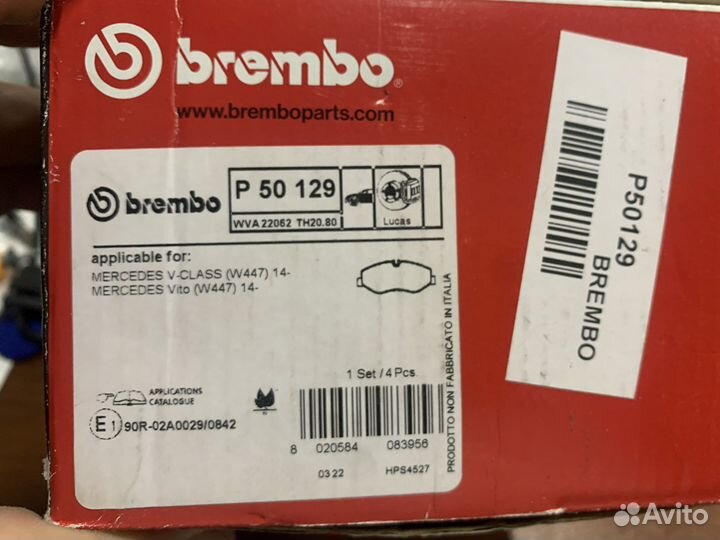 brembo®
www.bremboparts.com
brembo
P 50 129
WVA 22062 TH20.80
Lucas
applicable for:
MERCEDES V-CLASS (W447) 14-
MERCEDES Vito (W447) 14-
1 Set / 4 Pcs.
APPLICATIONS
CATALOGUE
E1 90R-02A0029/0842
8 020584 083956
03 22 HPS4527
PRODOTTO NON FABBRICATO IN ITALIA
P50129
BREMBO
Avito